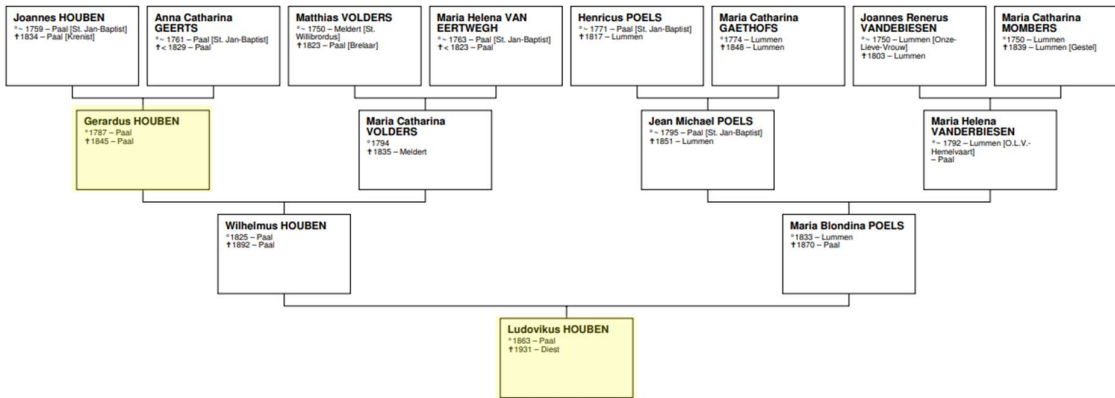 Joannes HOUBEN
°~ 1759 – Paal [St. Jan-Baptist]
✝1834 – Paal [Krenist]
Anna Catharina
GEERTS
°~ 1761 – Paal [St. Jan-Baptist]
✝< 1829 – Paal
Matthias VOLDERS
°~ 1750 – Meldert [St.
Willibrordus]
✝1823 – Paal [Brelaar]
Maria Helena VAN
EERTWEGH
°~ 1763 – Paal [St. Jan-Baptist]
✝< 1823 – Paal
Henricus POELS
°~ 1771 – Paal [St. Jan-Baptist]
✝1817 – Lummen
Maria Catharina
GAETHOFS
°1774 – Lummen
✝1848 – Lummen
Joannes Renerus
VANDEBIESEN
°~ 1750 – Lummen [Onze-
Lieve-Vrouw]
✝1803 – Lummen
Maria Catharina
MOMBERS
°1750 – Lummen
✝1839 – Lummen [Gestel]
Gerardus HOUBEN
°1787 – Paal
✝1845 – Paal
Maria Catharina
VOLDERS
°1794
✝1835 – Meldert
Jean Michael POELS
°~ 1795 – Paal [St. Jan-Baptist]
✝1851 – Lummen
Maria Helena
VANDERBIESEN
°~ 1792 – Lummen [O.L.V.-
Hemelvaart]
– Paal
Wilhelmus HOUBEN
°1825 – Paal
✝1892 – Paal
Maria Blondina POELS
°1833 – Lummen
✝1870 – Paal
Ludovikus HOUBEN
°1863 – Paal
✝1931 – Diest